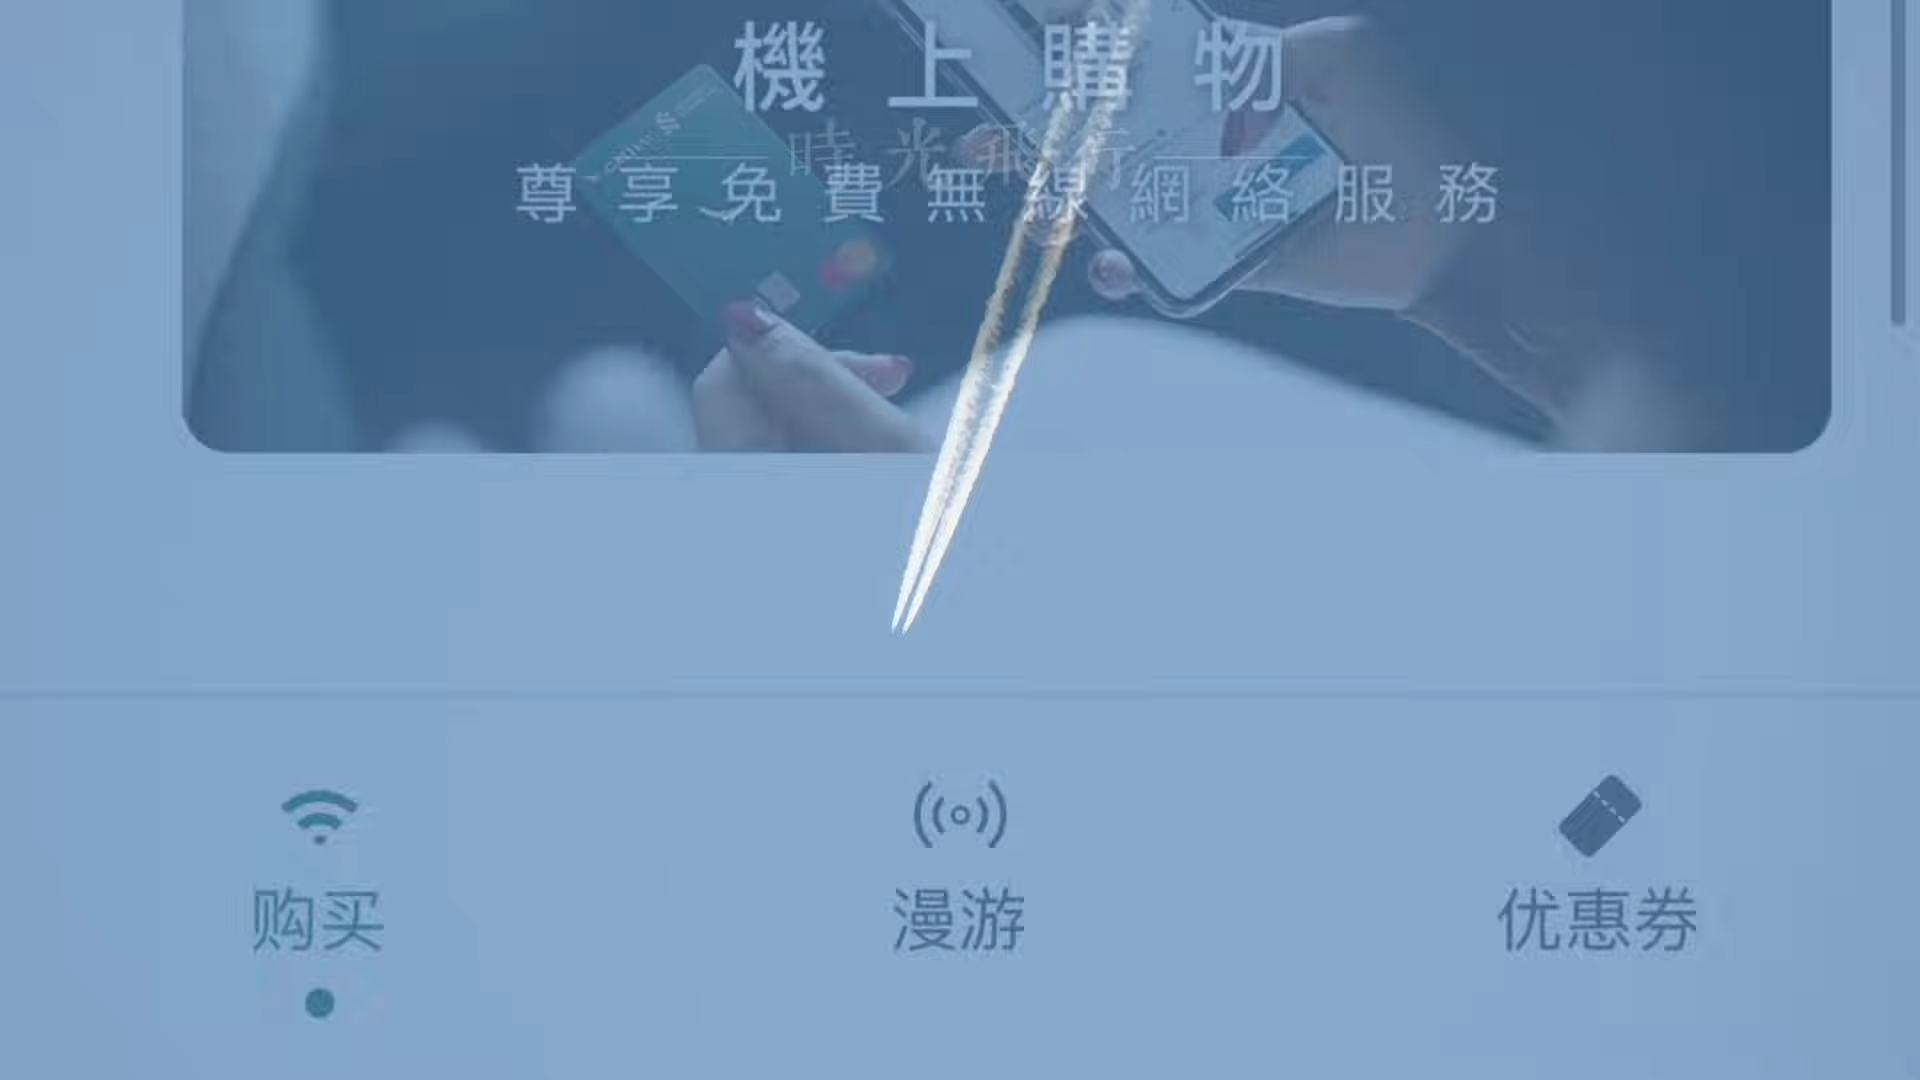 機上購物
時光飛行
尊享免費無線網絡服務
购买
漫游
优惠券